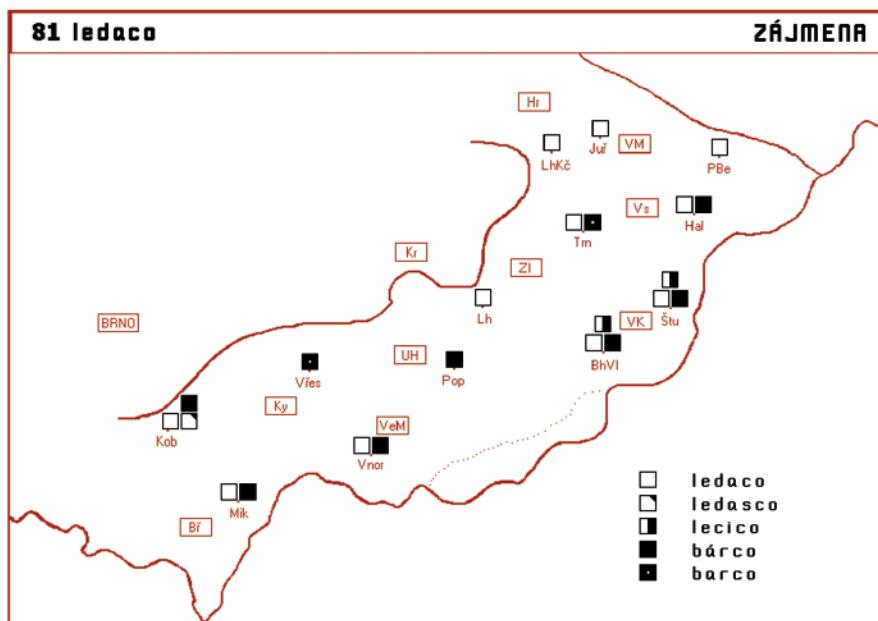 81 ledaco
ZÁJMENA
Hr
LhKč
Juř
VM
PBe
Vs
Hal
Trn
Kr
Zl
Lh
Štu
VK
BRNO
BhVl
UH
Vřes
Pop
Ky
Kob
VeM
Vnor
Mik
Bř
ledaco
ledasco
lecico
bárco
barco